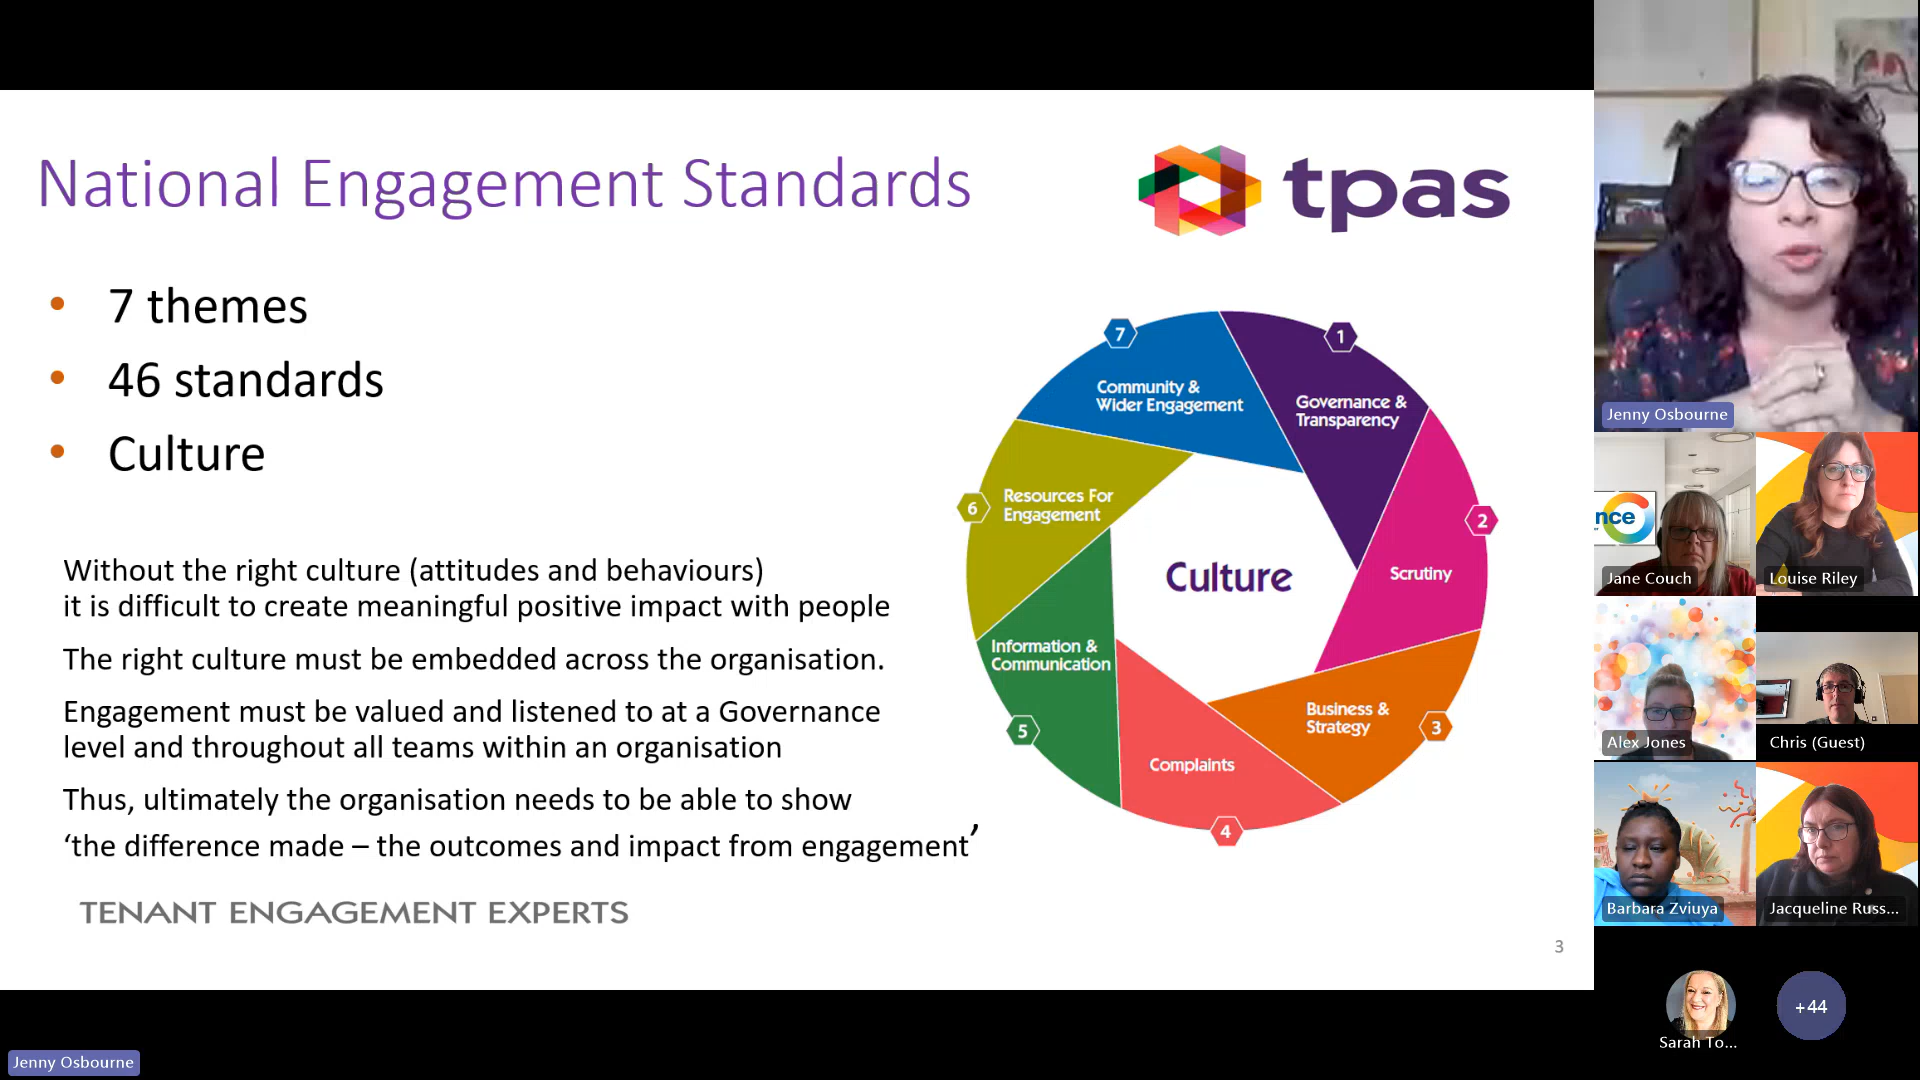 National Engagement Standards
tpas
• 7 themes
• 46 standards
• Culture
Without the right culture (attitudes and behaviours)
it is difficult to create meaningful positive impact with people
The right culture must be embedded across the organisation.
Engagement must be valued and listened to at a Governance
level and throughout all teams within an organisation
Thus, ultimately the organisation needs to be able to show
‘the difference made – the outcomes and impact from engagement’
TENANT ENGAGEMENT EXPERTS
1
Governance &
Transparency
2
Scrutiny
3
Business &
Strategy
4
Complaints
5
Information &
Communication
6
Resources For
Engagement
7
Community &
Wider Engagement
Culture
3
Jenny Osbourne
nce
Jane Couch
Louise Riley
Alex Jones
Chris (Guest)
Barbara Zviuya
Jacqueline Russ...
Sarah To...
+44
Jenny Osbourne